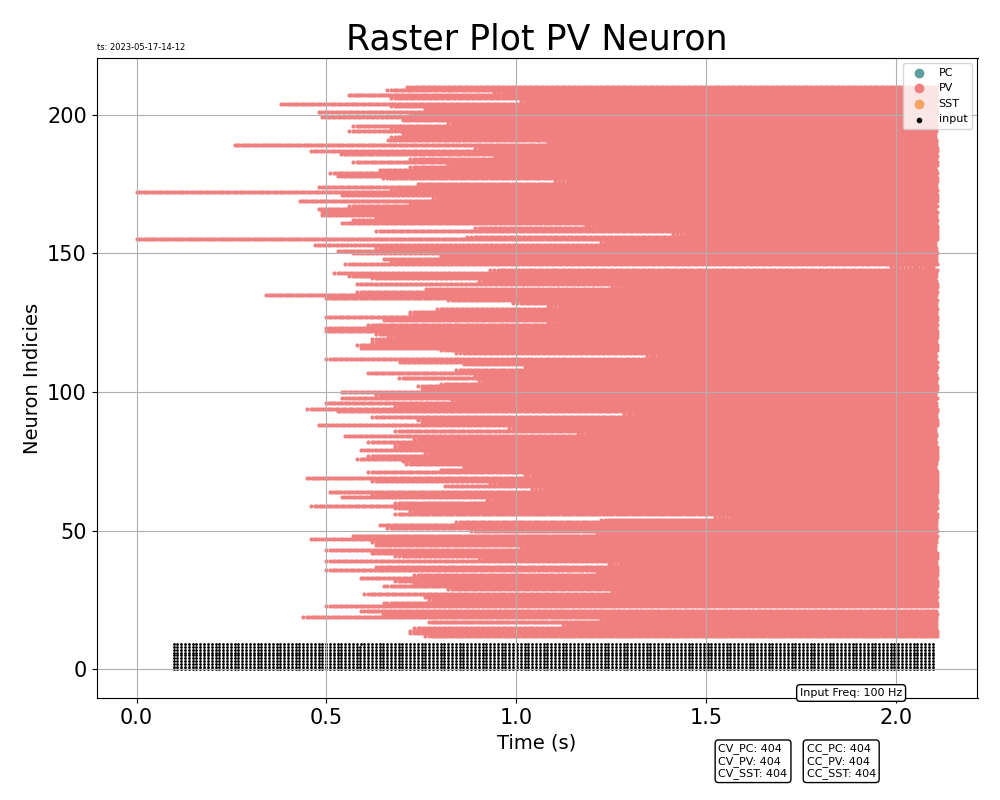 Raster Plot PV Neuron
ts: 2023-05-17-14-12
PC
PV
SST
input
200
150
100
50
0
Neuron Indicies
0.0 0.5 1.0 1.5 2.0
Input Freq: 100 Hz
Time (s)
CV_PC: 404
CV_PV: 404
CV_SST: 404
CC_PC: 404
CC_PV: 404
CC_SST: 404